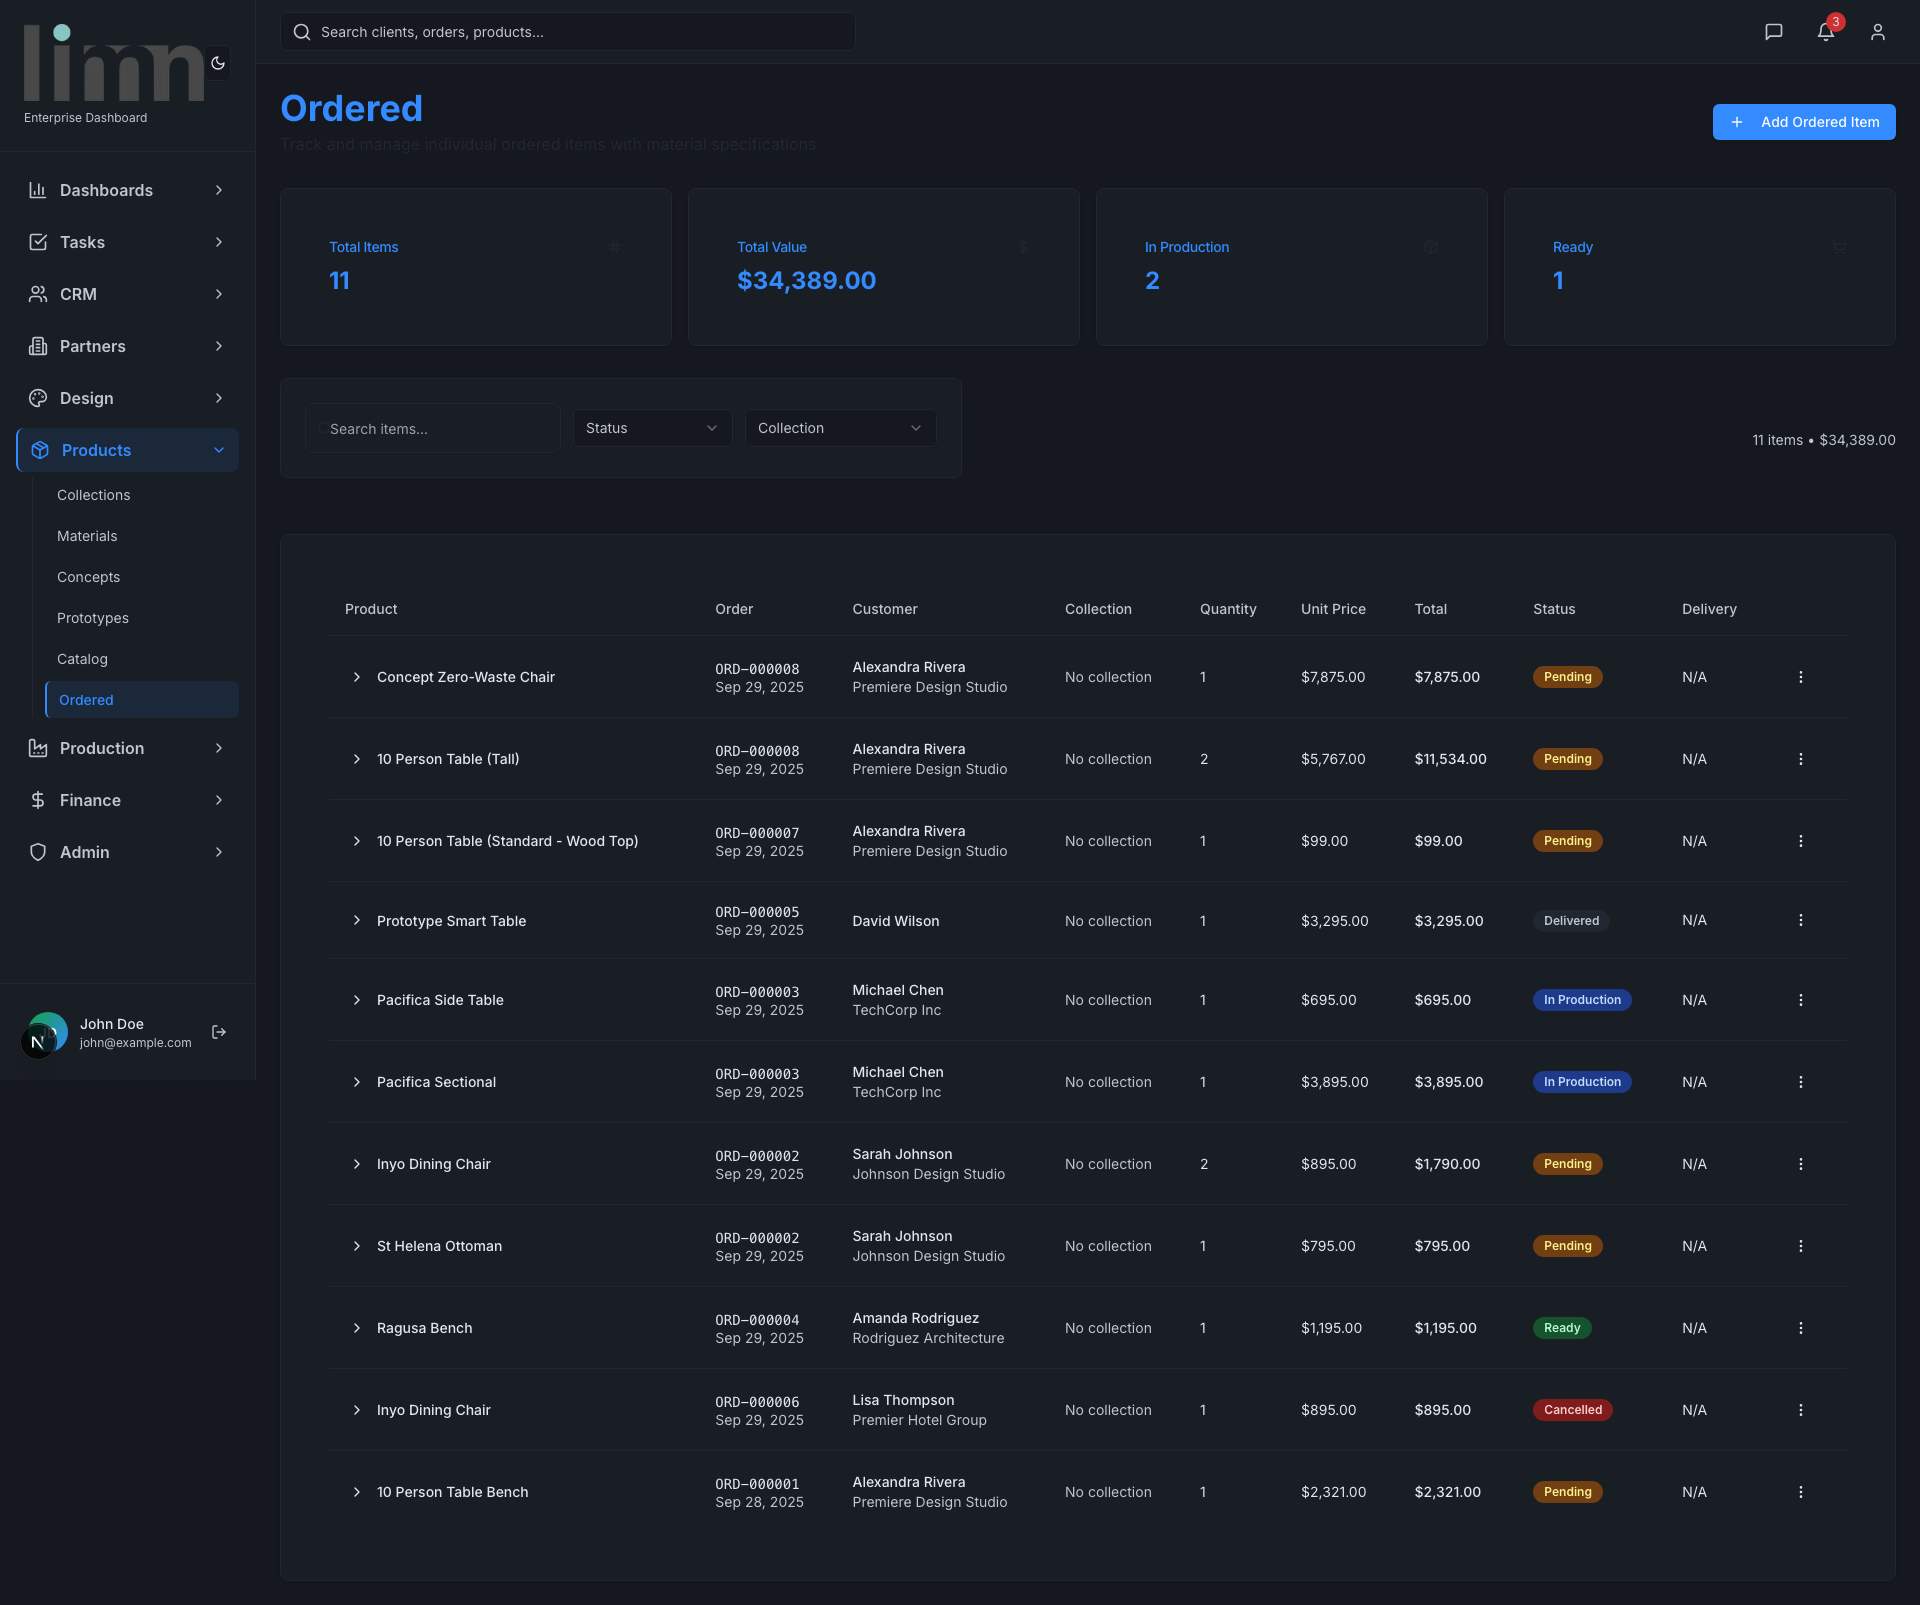 limn
Enterprise Dashboard
Search clients, orders, products...
3
Dashboards
Tasks
CRM
Partners
Design
Products
Collections
Materials
Concepts
Prototypes
Catalog
Ordered
Production
Finance
Admin
N
John Doe
john@example.com
Ordered
Track and manage individual ordered items with material specifications
+ Add Ordered Item
Total Items
#
11
Total Value
$
$34,389.00
In Production
2
Ready
1
Search items...
Status
Collection
11 items • $34,389.00
Product Order Customer Collection Quantity Unit Price Total Status Delivery
Concept Zero-Waste Chair ORD-000008 Alexandra Rivera No collection 1 $7,875.00 $7,875.00 Pending N/A
Sep 29, 2025 Premiere Design Studio
10 Person Table (Tall) ORD-000008 Alexandra Rivera No collection 2 $5,767.00 $11,534.00 Pending N/A
Sep 29, 2025 Premiere Design Studio
10 Person Table (Standard - Wood Top) ORD-000007 Alexandra Rivera No collection 1 $99.00 $99.00 Pending N/A
Sep 29, 2025 Premiere Design Studio
Prototype Smart Table ORD-000005 David Wilson No collection 1 $3,295.00 $3,295.00 Delivered N/A
Sep 29, 2025
Pacifica Side Table ORD-000003 Michael Chen No collection 1 $695.00 $695.00 In Production N/A
Sep 29, 2025 TechCorp Inc
Pacifica Sectional ORD-000003 Michael Chen No collection 1 $3,895.00 $3,895.00 In Production N/A
Sep 29, 2025 TechCorp Inc
Inyo Dining Chair ORD-000002 Sarah Johnson No collection 2 $895.00 $1,790.00 Pending N/A
Sep 29, 2025 Johnson Design Studio
St Helena Ottoman ORD-000002 Sarah Johnson No collection 1 $795.00 $795.00 Pending N/A
Sep 29, 2025 Johnson Design Studio
Ragusa Bench ORD-000004 Amanda Rodriguez No collection 1 $1,195.00 $1,195.00 Ready N/A
Sep 29, 2025 Rodriguez Architecture
Inyo Dining Chair ORD-000006 Lisa Thompson No collection 1 $895.00 $895.00 Cancelled N/A
Sep 29, 2025 Premier Hotel Group
10 Person Table Bench ORD-000001 Alexandra Rivera No collection 1 $2,321.00 $2,321.00 Pending N/A
Sep 28, 2025 Premiere Design Studio